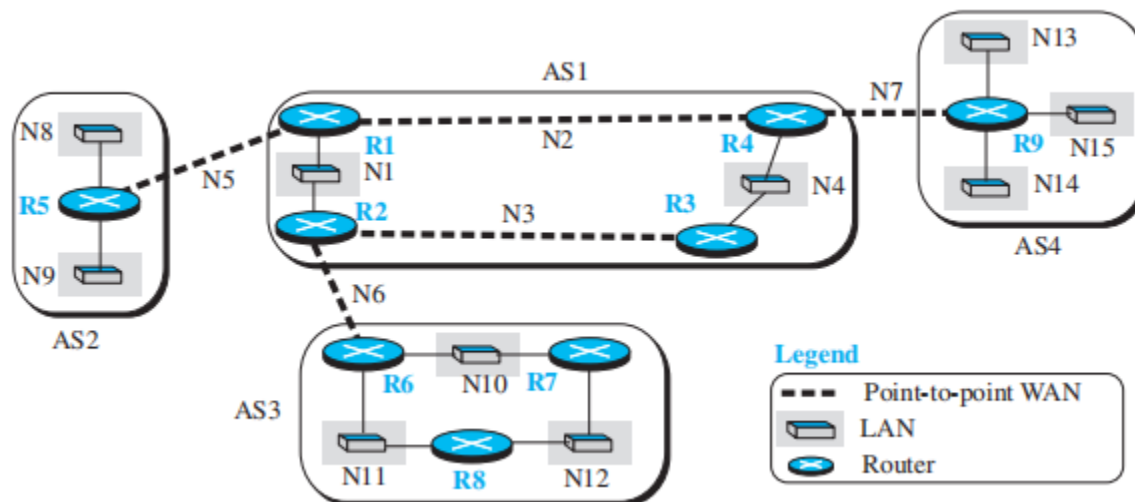 N13
AS1
N7
N8
R1
N2
R4
R9
N15
N5
N1
N4
N14
R5
R2
N3
R3
AS4
N9
N6
AS2
Legend
R6
N10
R7
Point-to-point WAN
AS3
LAN
N11
R8
N12
Router